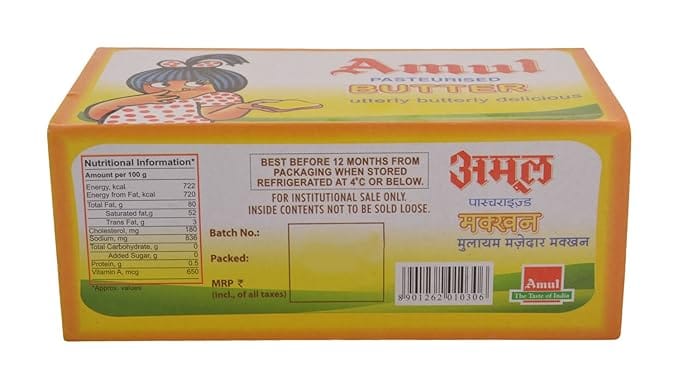 Amul
PASTEURISED
BUTTER
utterly butterly delicious
Nutritional Information*
Amount per 100 g
Energy, kcal 722
Energy from Fat, kcal 720
Total Fat, g 80
Saturated fat,g 52
Trans Fat, g 3
Cholesterol, mg 180
Sodium, mg 836
Total Carbohydrate, g 0
Added Sugar, g 0
Protein, g 0.5
Vitamin A, mcg 650
*Approx. values
BEST BEFORE 12 MONTHS FROM
PACKAGING WHEN STORED
REFRIGERATED AT 4°C OR BELOW.
FOR INSTITUTIONAL SALE ONLY.
INSIDE CONTENTS NOT TO BE SOLD LOOSE.
Batch No.:
Packed:
MRP ₹
(incl., of all taxes)
अमूल
पास्चराइज्ड
मक्खन
मुलायम मज़ेदार मक्खन
8 901262 010306
Amul
The Taste of India